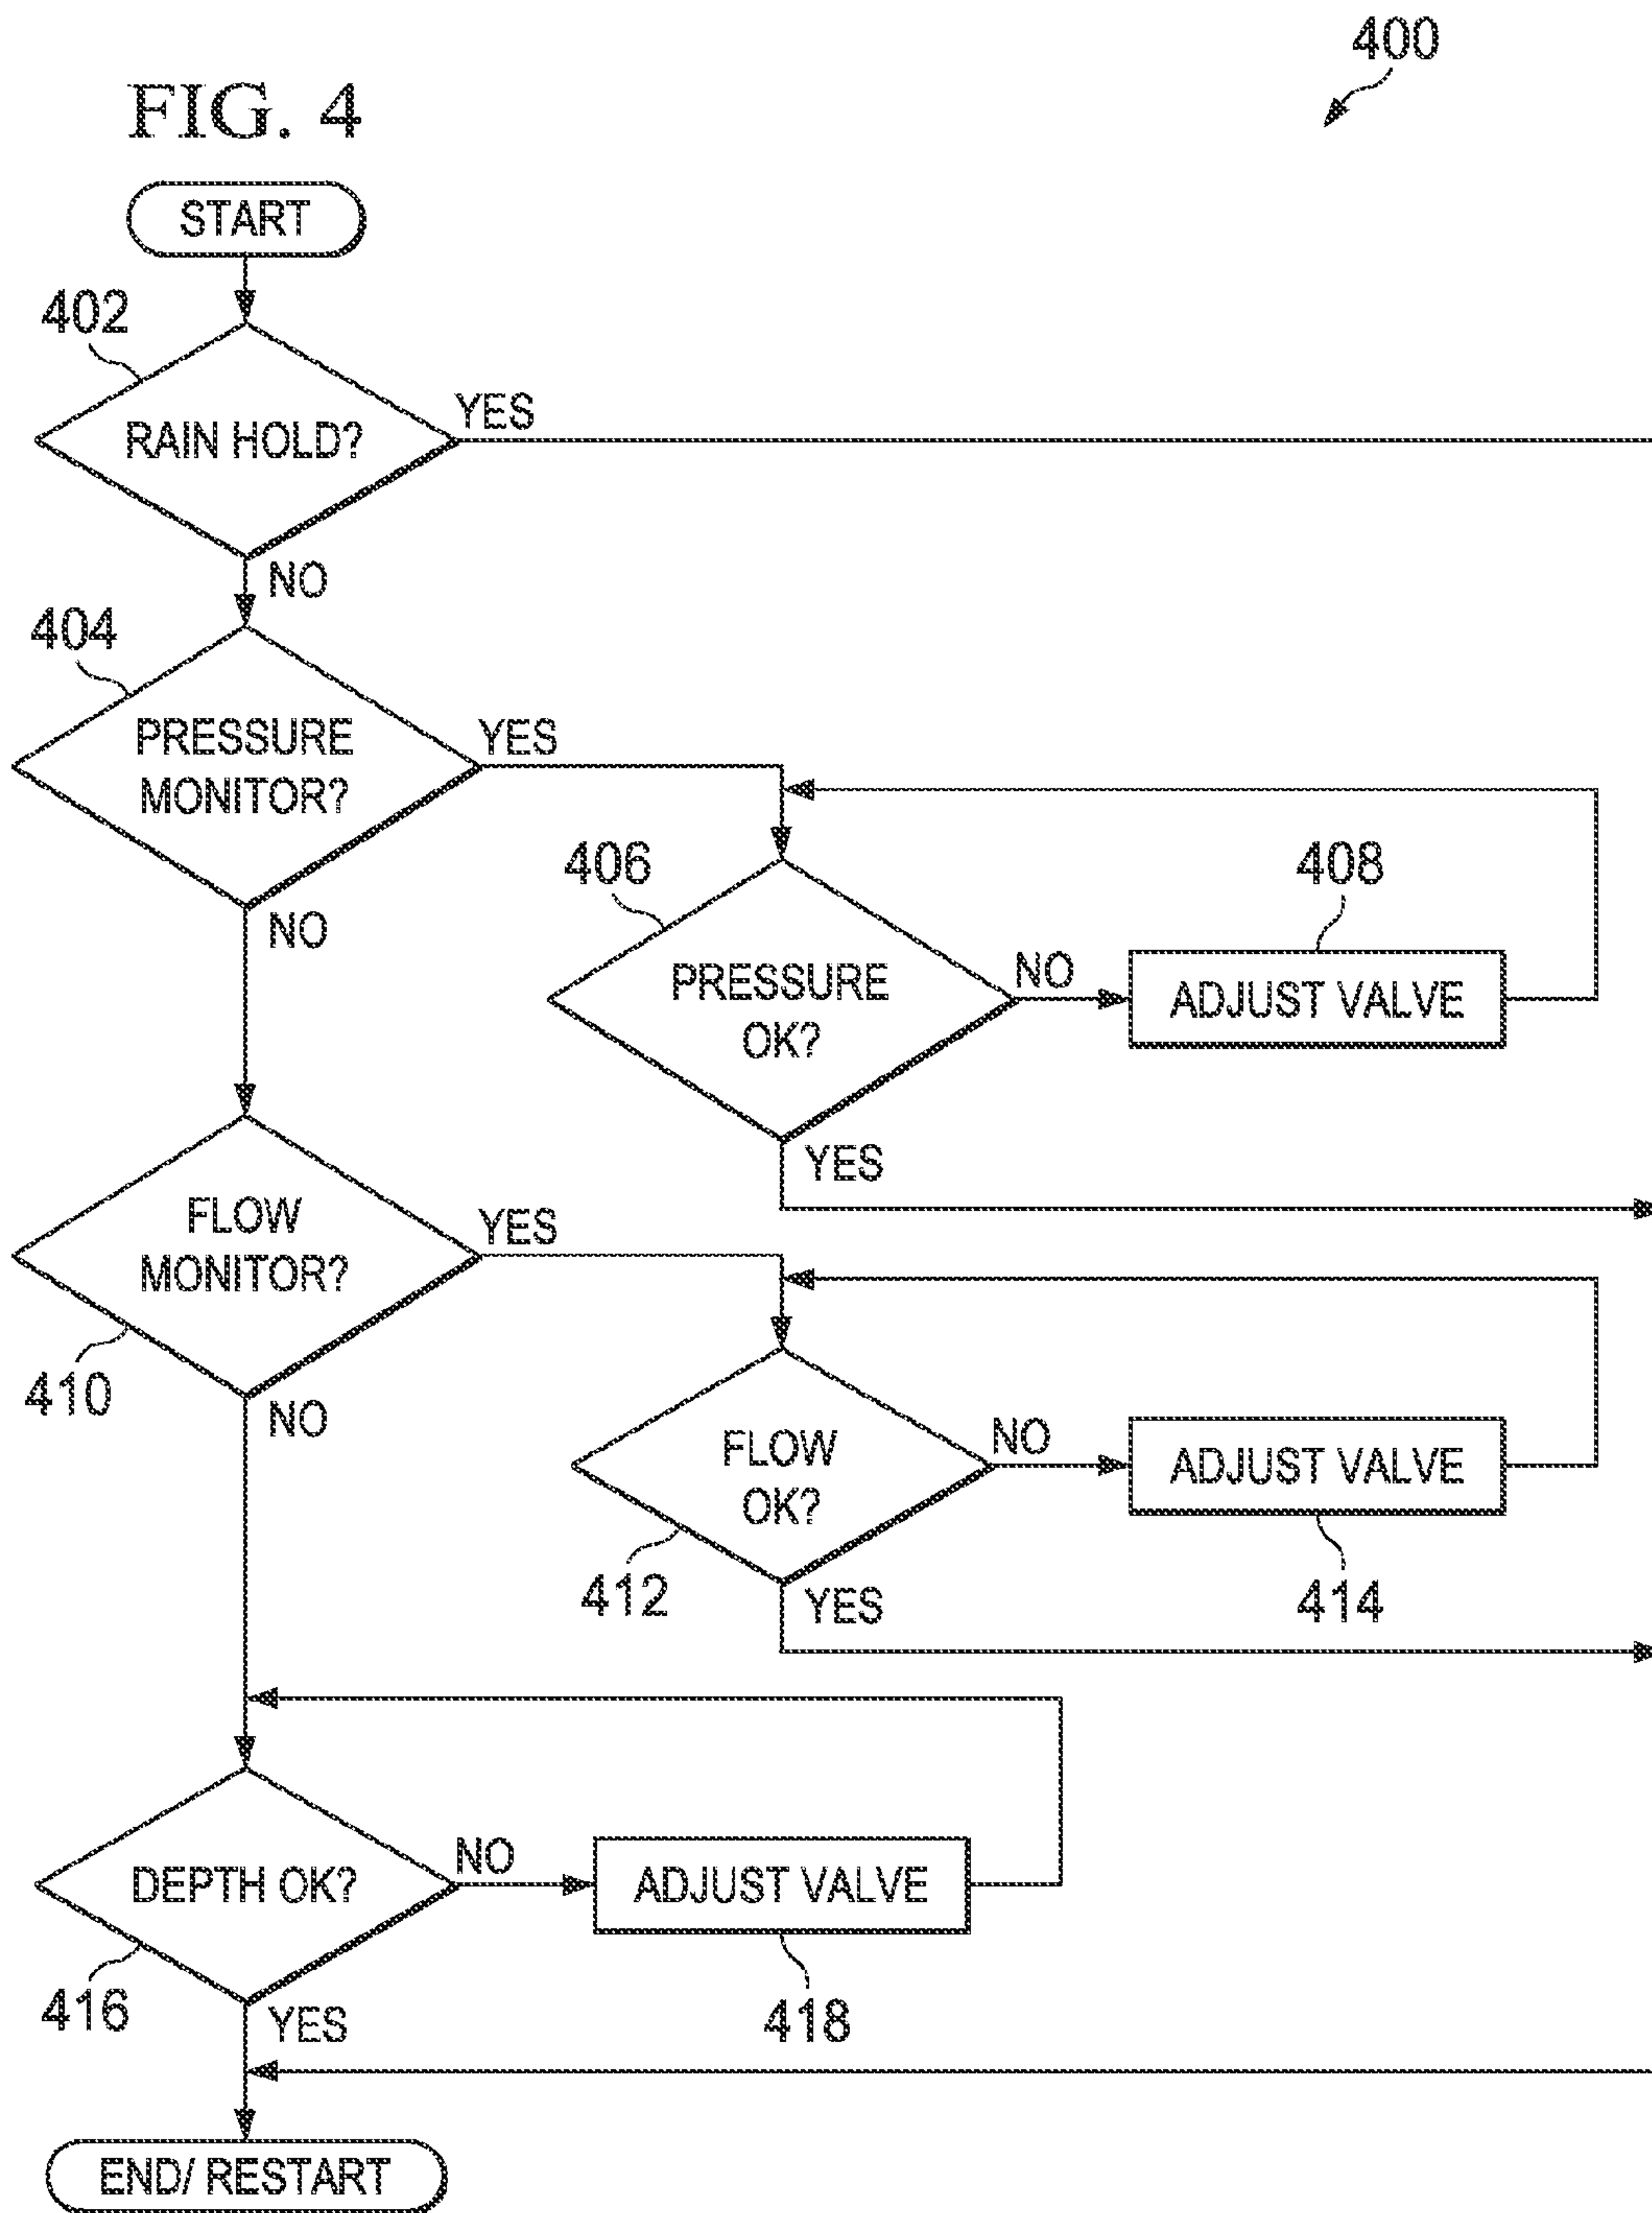 400
FIG. 4
START
402
RAIN HOLD?
YES
NO
404
PRESSURE
MONITOR?
YES
NO
406
PRESSURE
OK?
NO
408
ADJUST VALVE
YES
FLOW
MONITOR?
YES
410
NO
FLOW
OK?
NO
ADJUST VALVE
412
YES
414
DEPTH OK?
NO
ADJUST VALVE
416
YES
418
END/ RESTART